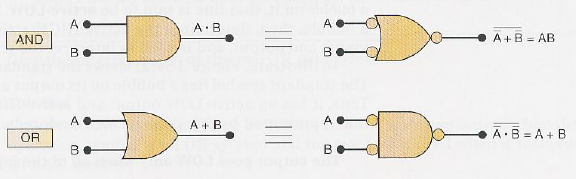 AND
A
B
A · B
A
B
A̅ + B̅ = AB
OR
A
B
A + B
A
B
A̅ · B̅ = A + B